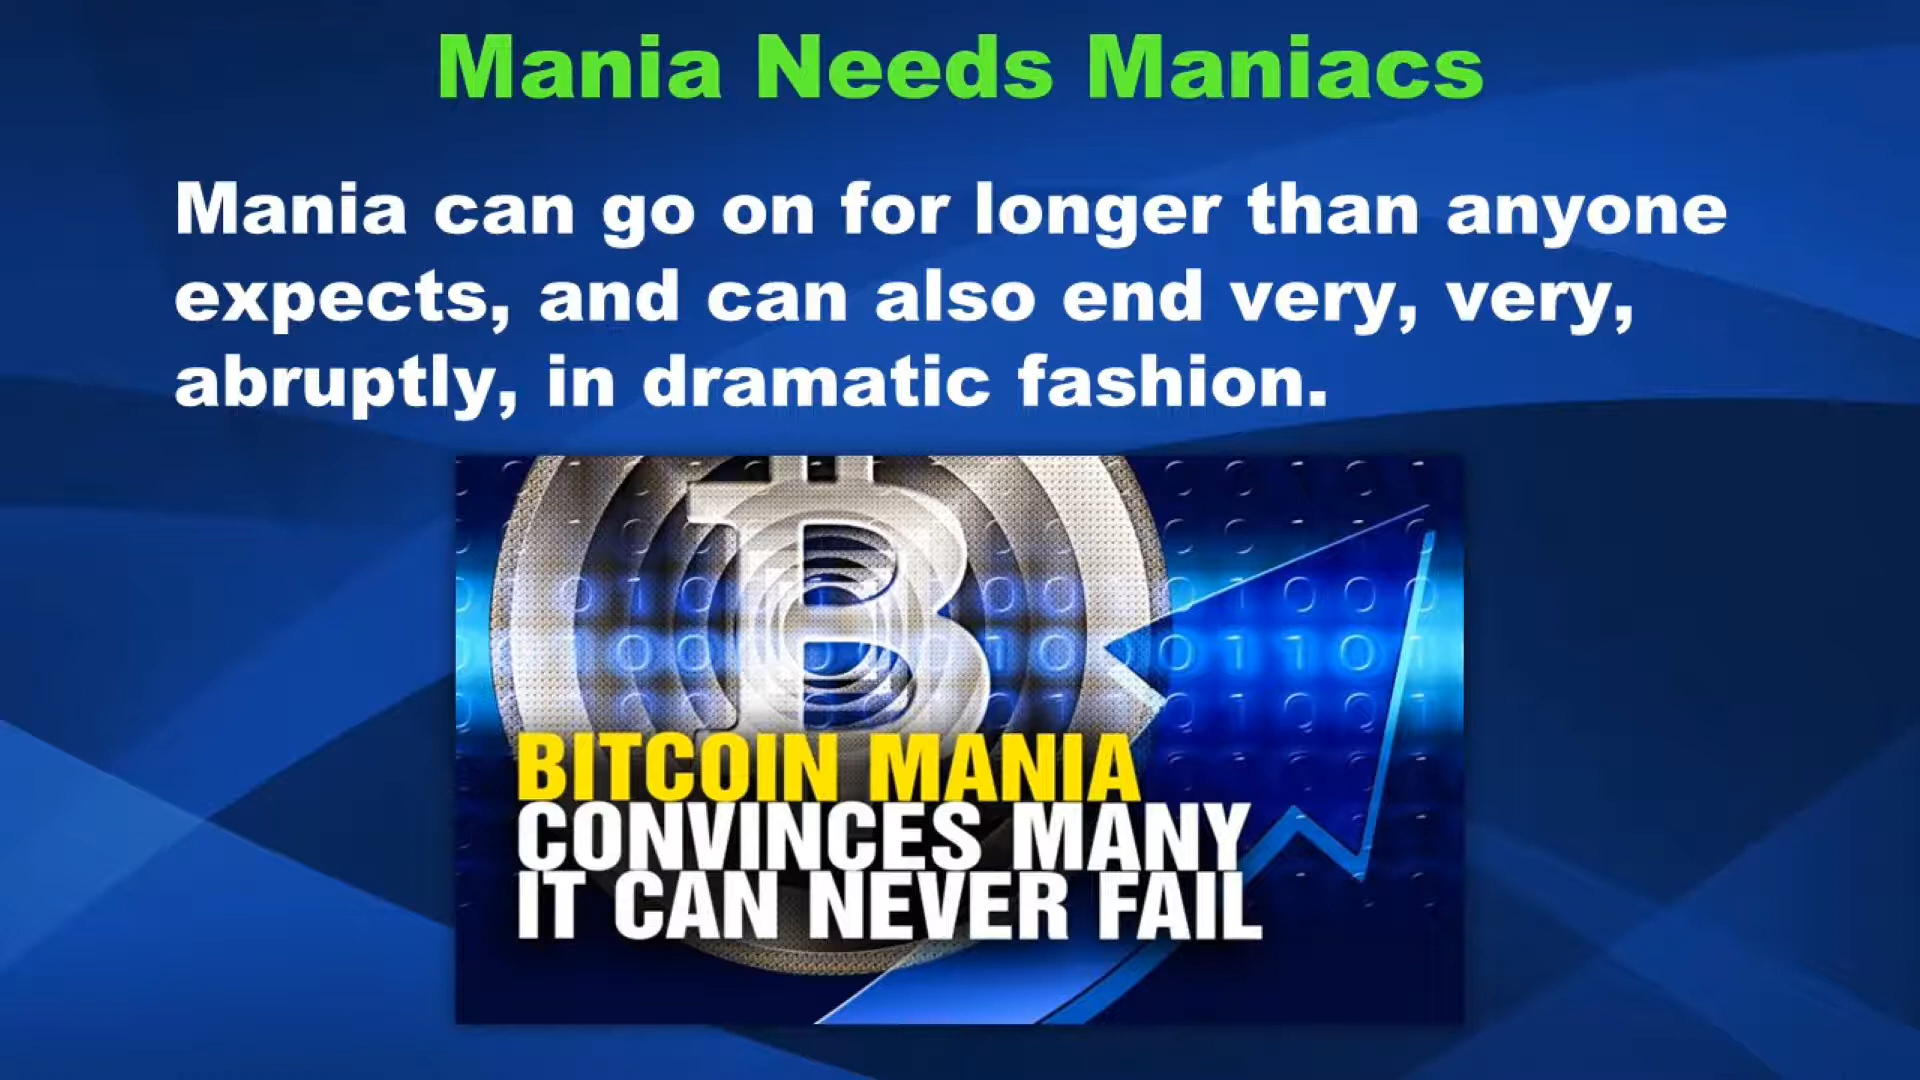 Mania Needs Maniacs
Mania can go on for longer than anyone
expects, and can also end very, very,
abruptly, in dramatic fashion.
BITCOIN MANIA
CONVINCES MANY
IT CAN NEVER FAIL